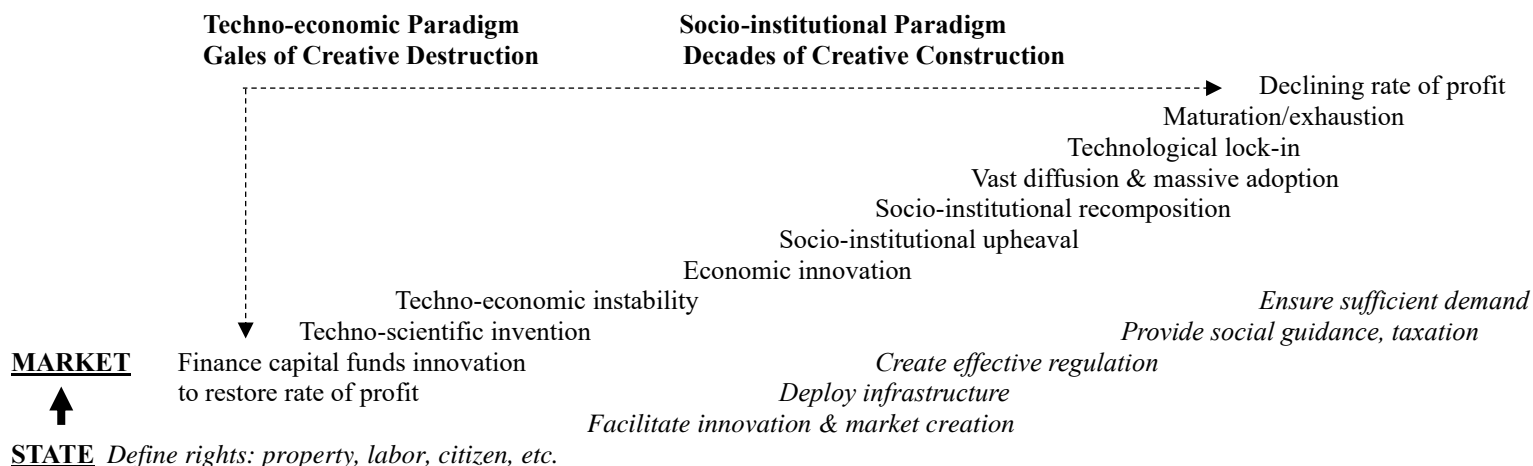 Techno-economic Paradigm Socio-institutional Paradigm
Gales of Creative Destruction Decades of Creative Construction
Declining rate of profit
Maturation/exhaustion
Technological lock-in
Vast diffusion & massive adoption
Socio-institutional recomposition
Socio-institutional upheaval
Economic innovation
Techno-economic instability Ensure sufficient demand
Techno-scientific invention Provide social guidance, taxation
MARKET Finance capital funds innovation Create effective regulation
to restore rate of profit Deploy infrastructure
Facilitate innovation & market creation
STATE Define rights: property, labor, citizen, etc.